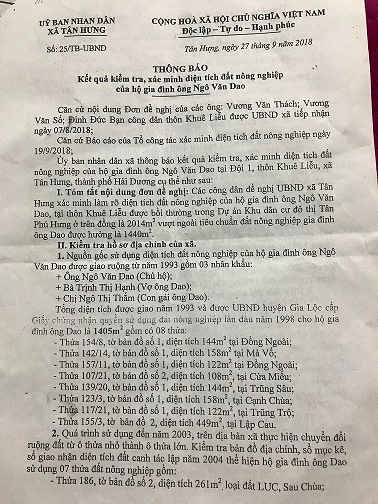 ỦY BAN NHÂN DÂN
XÃ TÂN HƯNG
CỘNG HOÀ XÃ HỘI CHỦ NGHĨA VIỆT NAM
Độc lập - Tự do - Hạnh phúc
Số: 25/TB-UBND
Tân Hưng, ngày 27 tháng 9 năm 2018
THÔNG BÁO
Kết quả kiểm tra, xác minh diện tích đất nông nghiệp
của hộ gia đình ông Ngô Văn Dao
Căn cứ nội dung Đơn đề nghị của các ông: Vương Văn Thách; Vương
Văn Số; Đinh Đức Bạn công dân thôn Khuê Liễu được UBND xã tiếp nhận
ngày 07/8/2018;
Căn cứ Báo cáo của Tổ công tác xác minh diện tích đất nông nghiệp ngày
19/9/2018;
Ủy ban nhân dân xã thông báo kết quả kiểm tra, xác minh diện tích đất
nông nghiệp của hộ gia đình ông Ngô Văn Dao tại Đội 1, thôn Khuê Liễu, xã
Tân Hưng, thành phố Hải Dương cụ thể như sau:
I. Tóm tắt nội dung đơn đề nghị: Các công dân đề nghị UBND xã Tân
Hưng xác minh làm rõ diện tích đất nông nghiệp của hộ gia đình ông Ngô Văn
Dao, tại thôn Khuê Liễu được bồi thường trong Dự án Khu dân cư đô thị Tân
Phú Hưng ở trên đồng là 2014m² vượt ngoài tiêu chuẩn đất nông nghiệp gia đình
ông Dao được hưởng là 1449m².
II. Kiểm tra hồ sơ địa chính của xã.
1. Nguồn gốc sử dụng diện tích đất nông nghiệp của hộ gia đình ông Ngô
Văn Dao được giao ruộng từ năm 1993 gồm 03 nhân khẩu:
+ Ông Ngô Văn Dao (Chủ hộ);
+ Bà Trịnh Thị Hạnh (Vợ ông Dao);
+ Chị Ngô Thị Thắm (Con gái ông Dao).
Tổng diện tích được giao năm 1993 và được UBND huyện Gia Lộc cấp
Giấy chứng nhận quyền sử dụng đất nông nghiệp lần đầu năm 1998 cho hộ gia
đình ông Dao là 1405m² gồm có 08 thửa:
- Thửa 154/8, tờ bản đồ số 1, diện tích 144m² tại Đồng Ngoài;
- Thửa 142/14, tờ bản đồ số 1, diện tích 158m² tại Mả Vỗ;
- Thửa 157/11, tờ bản đồ số 1, diện tích 122m² tại Đồng Ngoài;
- Thửa 107/21, tờ bản đồ số 2, diện tích 108m², tại Cửa Miếu;
- Thửa 139/20, tờ bản đồ số 1, diện tích 144m², tại Trũng Sâu;
- Thửa 123/3, tờ bản đồ số 1, diện tích 158m², tại Cạnh Chùa;
- Thửa 117/21, tờ bản đồ số 1, diện tích 122m², tại Trũng Trỗ;
- Thửa 155/3, tờ bản đồ 2, diện tích 449m², tại Lập Cau.
2. Quá trình sử dụng đến năm 2003, trên địa bàn xã thực hiện chuyển đổi
ruộng đất từ ô thửa nhỏ thành ô thửa lớn. Kiểm tra bản đồ địa chính, số mục kê,
sổ giao nhận diện tích đất canh tác lập năm 2004 thể hiện hộ gia đình ông Dao
sử dụng 07 thửa đất nông nghiệp gồm:
- Thửa 186, tờ bản đồ số 2, diện tích 261m² loại đất LUC, Sau Chùa;